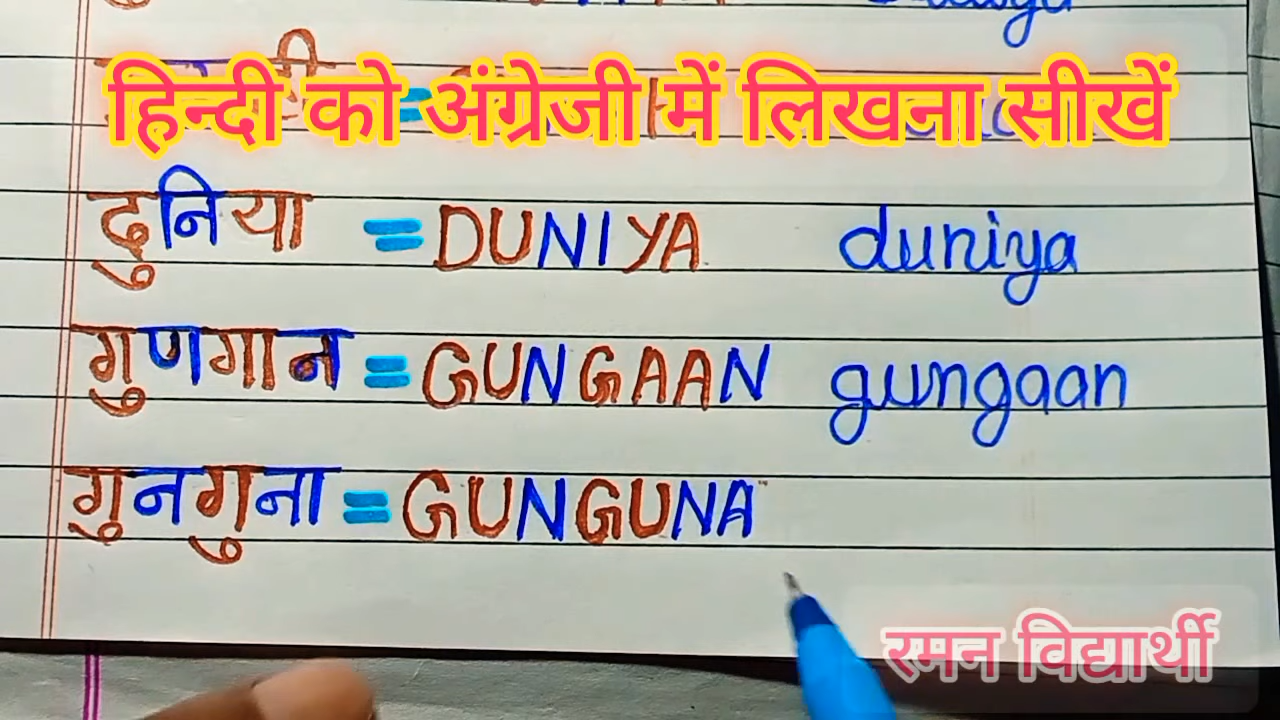 हिन्दी को अंग्रेजी में लिखना सीखें
दुनिया = DUNIYA duniya
गुणगान = GUNGAAN gungaan
गुनगुना = GUNGUNA
रमन विद्यार्थी